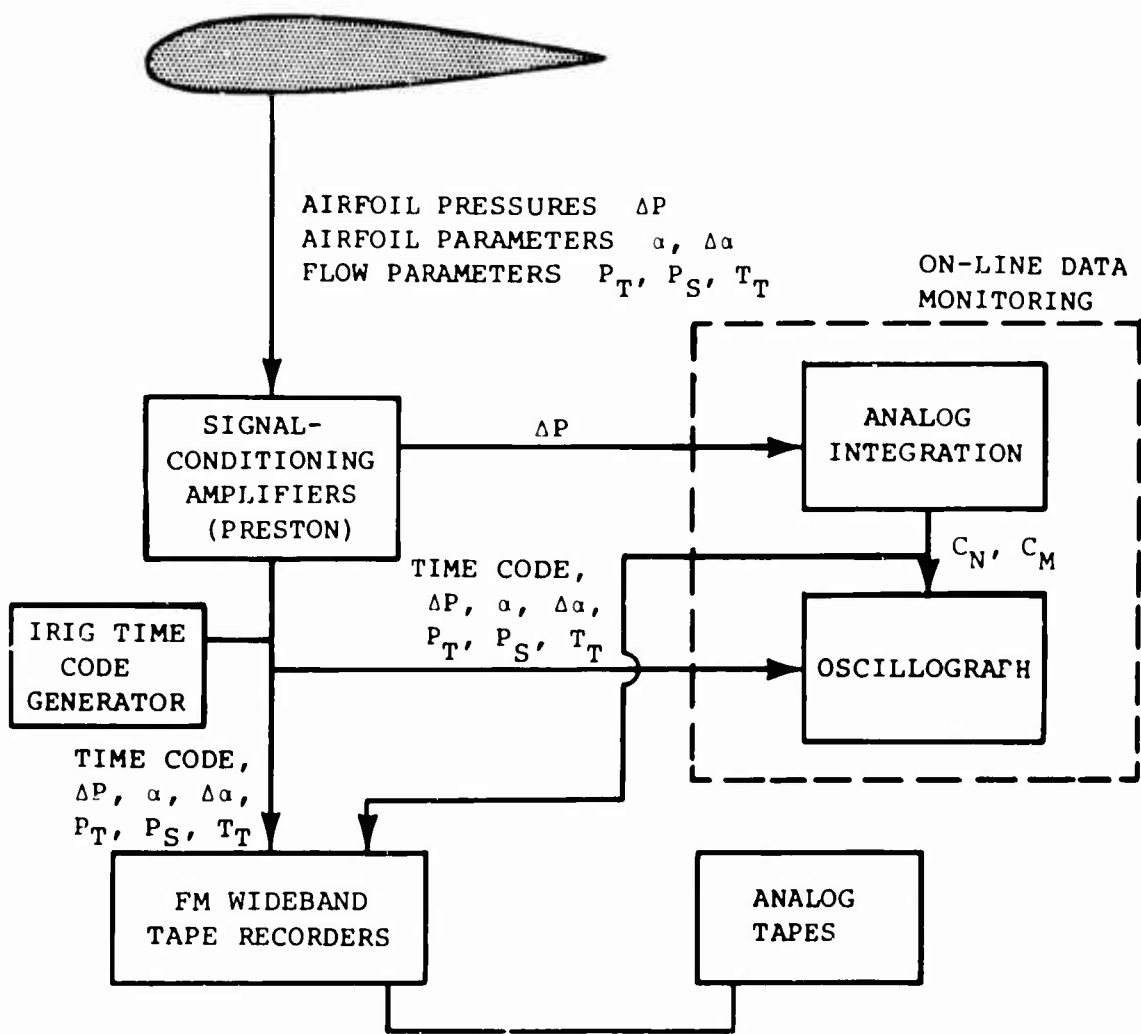 AIRFOIL PRESSURES ΔP
AIRFOIL PARAMETERS α, Δα
FLOW PARAMETERS P_T, P_S, T_T
ON-LINE DATA
MONITORING
SIGNAL-
CONDITIONING
AMPLIFIERS
(PRESTON)
ΔP
ANALOG
INTEGRATION
C_N, C_M
TIME CODE,
ΔP, α, Δα,
P_T, P_S, T_T
IRIG TIME
CODE
GENERATOR
OSCILLOGRAFH
TIME CODE,
ΔP, α, Δα,
P_T, P_S, T_T
FM WIDEBAND
TAPE RECORDERS
ANALOG
TAPES